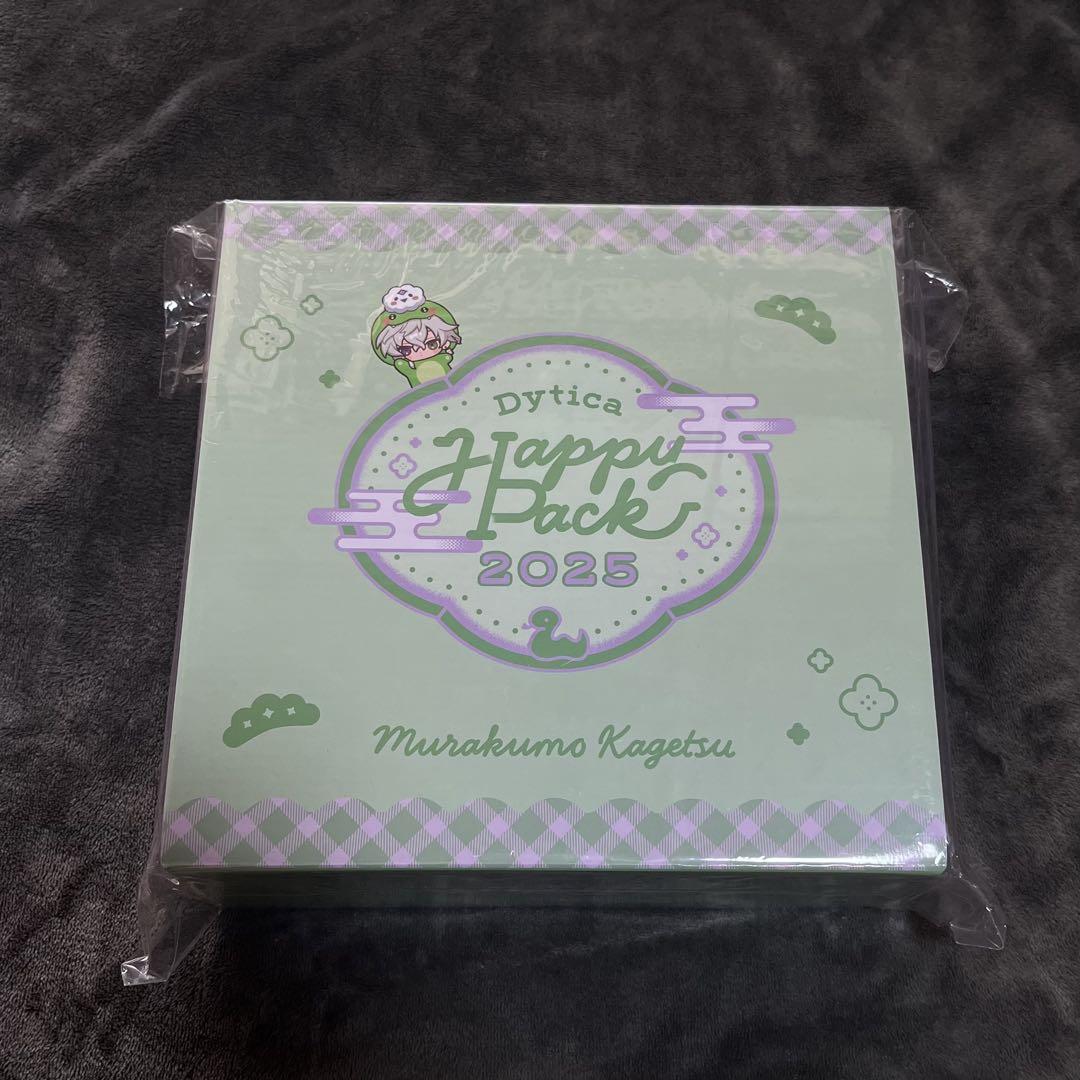 Dytica
Happy
Pack
2025
Murakumo Kagetsu